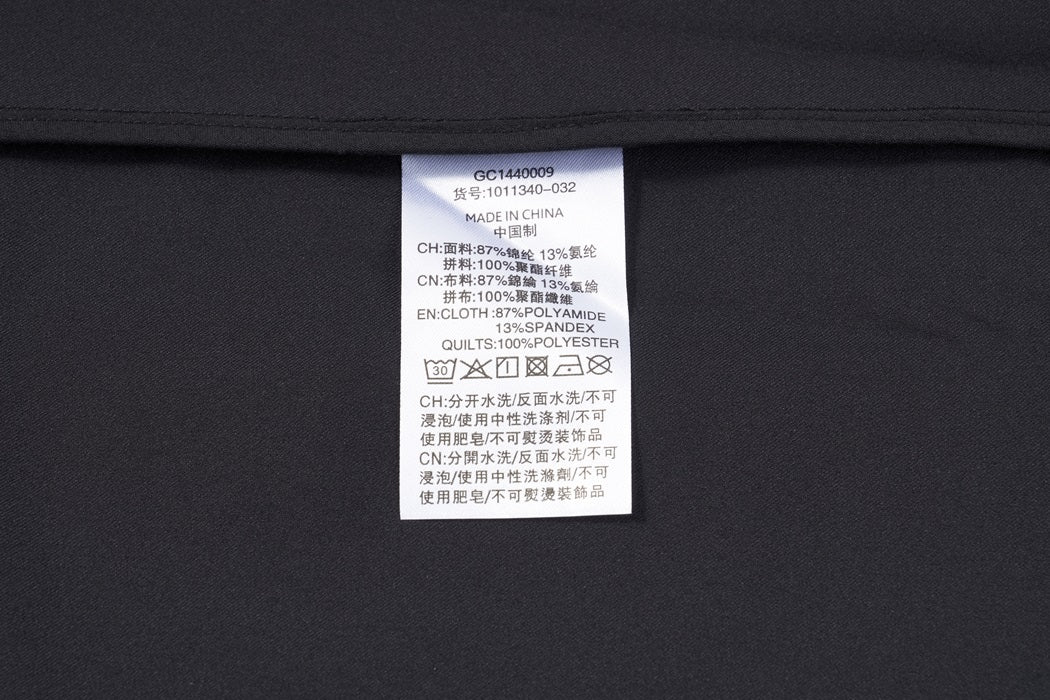 GC1440009
货号:1011340-032
MADE IN CHINA
中国制
CH:面料:87%锦纶 13%氨纶
拼料:100%聚酯纤维
CN:布料:87%錦綸 13%氨綸
拼布:100%聚酯纖維
EN:CLOTH :87%POLYAMIDE
13%SPANDEX
QUILTS:100%POLYESTER
30
CH:分开水洗/反面水洗/不可
浸泡/使用中性洗涤剂/不可
使用肥皂/不可熨烫装饰品
CN:分開水洗/反面水洗/不可
浸泡/使用中性洗滌劑/不可
使用肥皂/不可熨燙裝飾品